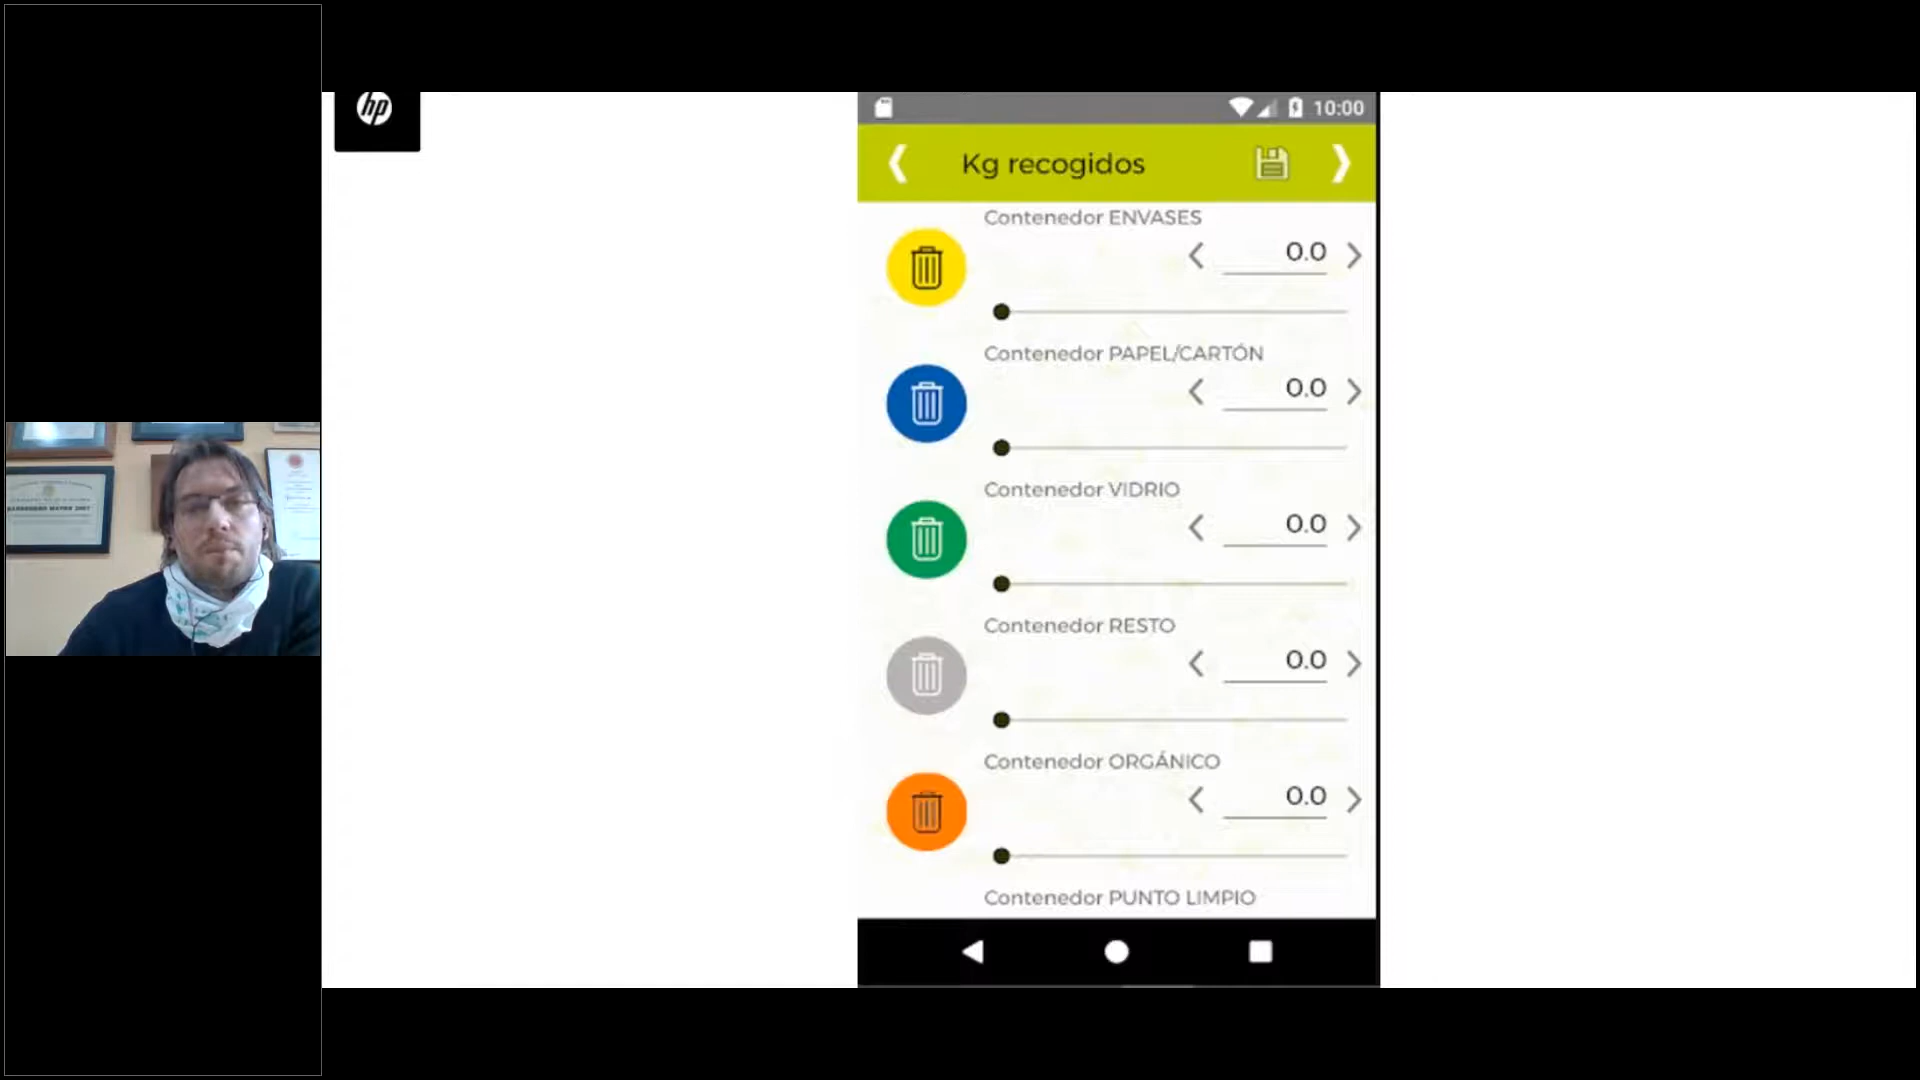 hp
10:00
Kg recogidos
Contenedor ENVASES
0.0
Contenedor PAPEL/CARTÓN
0.0
Contenedor VIDRIO
0.0
Contenedor RESTO
0.0
Contenedor ORGÁNICO
0.0
Contenedor PUNTO LIMPIO